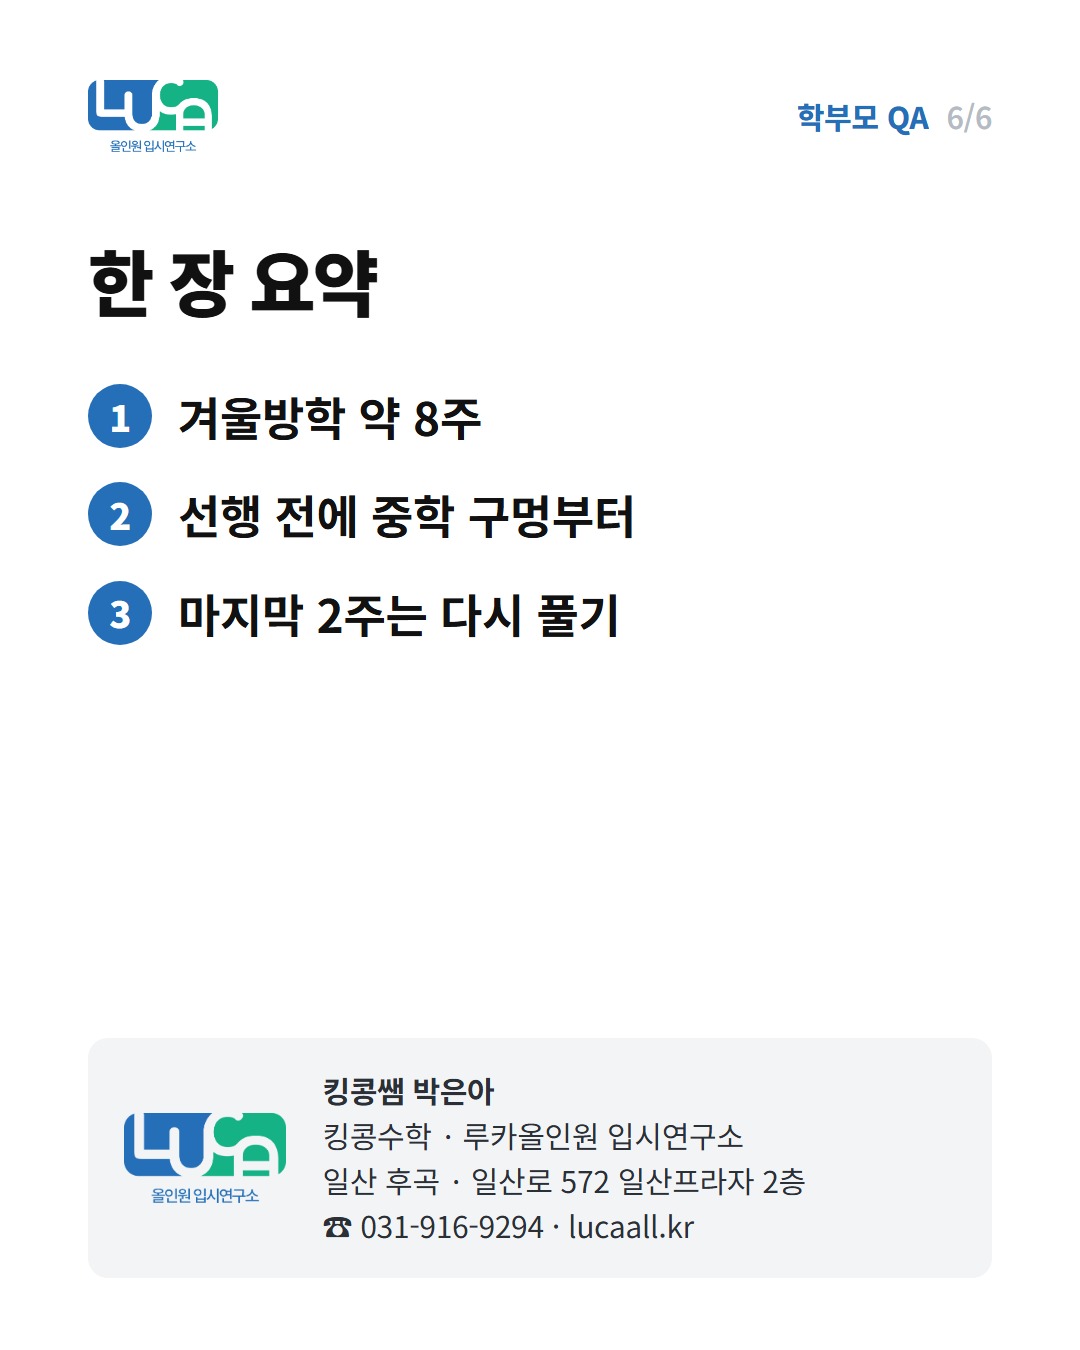 Luca
올인원 입시연구소
학부모 QA 6/6
한 장 요약
1 겨울방학 약 8주
2 선행 전에 중학 구멍부터
3 마지막 2주는 다시 풀기
Luca
올인원 입시연구소
킹콩쌤 박은아
킹콩수학 · 루카올인원 입시연구소
일산 후곡 · 일산로 572 일산프라자 2층
☎ 031-916-9294 · lucaall.kr